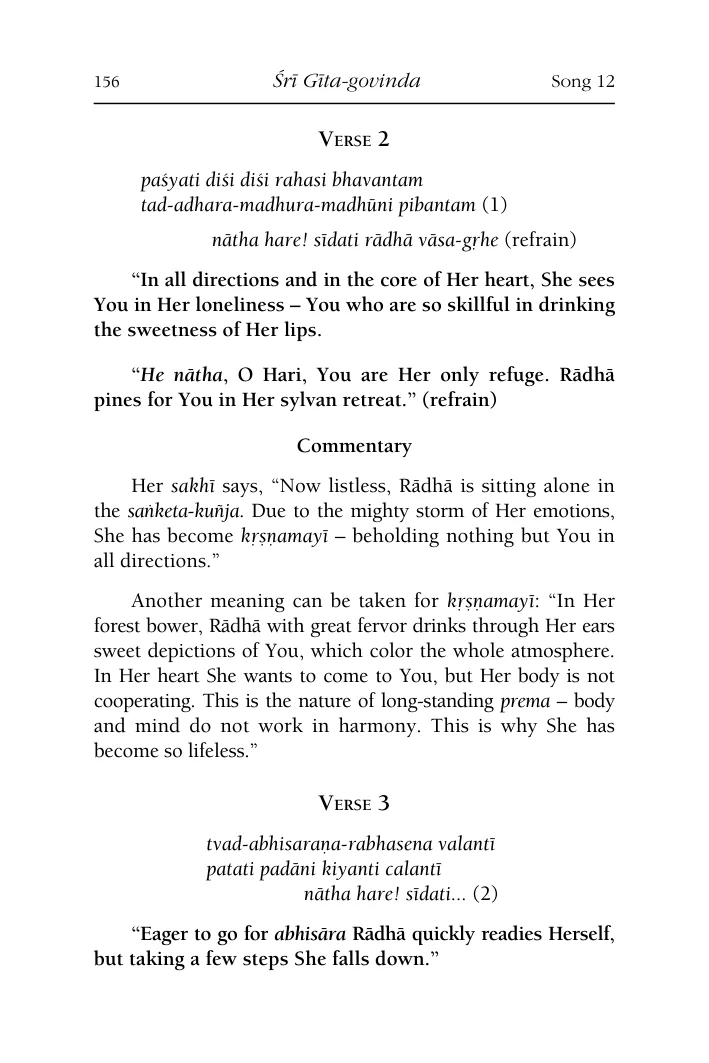 156 Śrī Gīta-govinda Song 12
Verse 2
paśyati diśi diśi rahasi bhavantam
tad-adhara-madhura-madhūni pibantam (1)
nātha hare! sīdati rādhā vāsa-gṛhe (refrain)
“In all directions and in the core of Her heart, She sees
You in Her loneliness – You who are so skillful in drinking
the sweetness of Her lips.
“He nātha, O Hari, You are Her only refuge. Rādhā
pines for You in Her sylvan retreat.” (refrain)
Commentary
Her sakhī says, “Now listless, Rādhā is sitting alone in
the saṅketa-kuñja. Due to the mighty storm of Her emotions,
She has become kṛṣṇamayī – beholding nothing but You in
all directions.”
Another meaning can be taken for kṛṣṇamayī: “In Her
forest bower, Rādhā with great fervor drinks through Her ears
sweet depictions of You, which color the whole atmosphere.
In Her heart She wants to come to You, but Her body is not
cooperating. This is the nature of long-standing prema – body
and mind do not work in harmony. This is why She has
become so lifeless.”
Verse 3
tvad-abhisaraṇa-rabhasena valantī
patati padāni kiyanti calantī
nātha hare! sīdati... (2)
“Eager to go for abhisāra Rādhā quickly readies Herself,
but taking a few steps She falls down.”